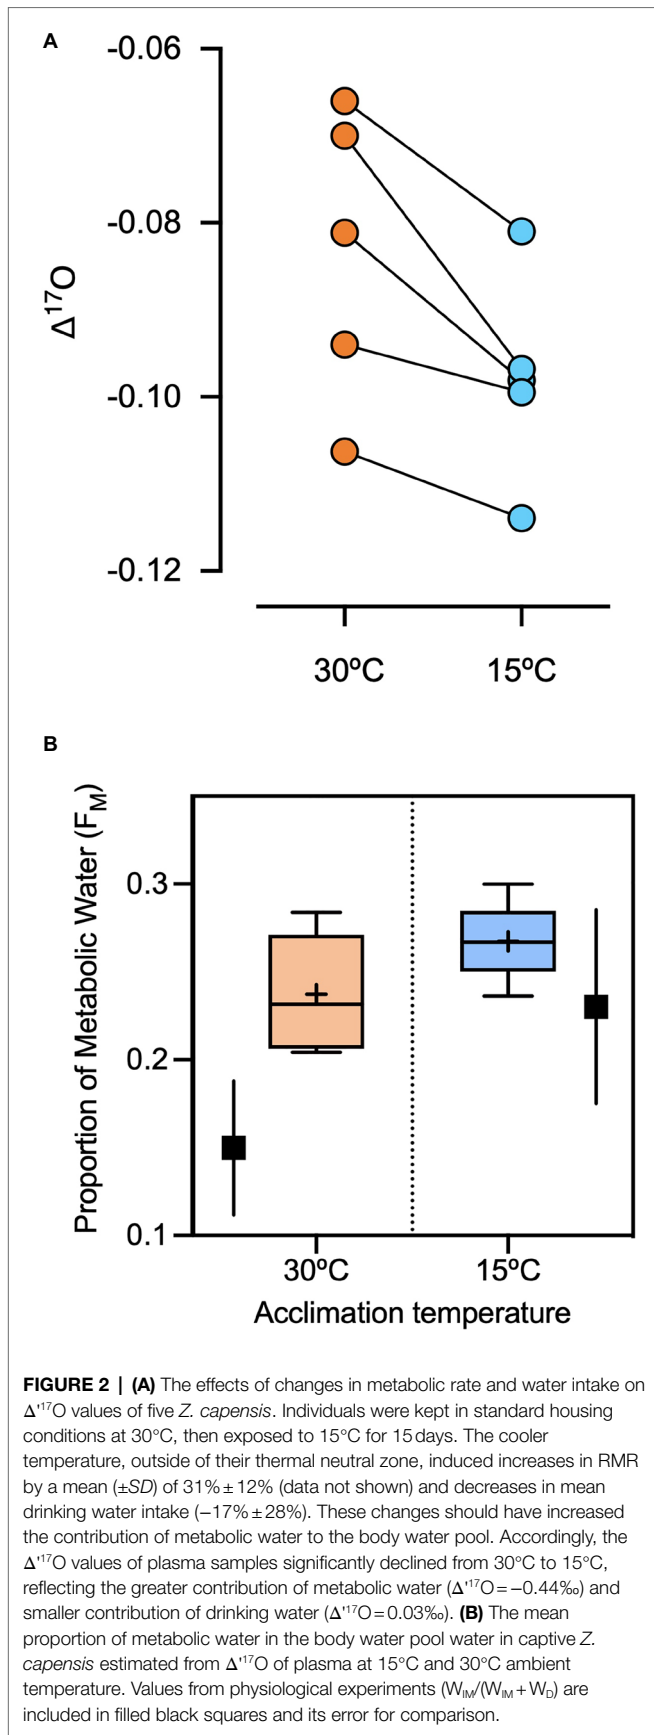 A
-0.06
-0.08
-0.10
-0.12
Δ¹⁷O
30ºC 15ºC
B
Proportion of Metabolic Water (F_M)
0.3
0.2
0.1
30ºC 15ºC
Acclimation temperature
FIGURE 2 | (A) The effects of changes in metabolic rate and water intake on
Δ′¹⁷O values of five Z. capensis. Individuals were kept in standard housing
conditions at 30°C, then exposed to 15°C for 15 days. The cooler
temperature, outside of their thermal neutral zone, induced increases in RMR
by a mean (±SD) of 31% ± 12% (data not shown) and decreases in mean
drinking water intake (−17% ± 28%). These changes should have increased
the contribution of metabolic water to the body water pool. Accordingly, the
Δ′¹⁷O values of plasma samples significantly declined from 30°C to 15°C,
reflecting the greater contribution of metabolic water (Δ′¹⁷O = −0.44‰) and
smaller contribution of drinking water (Δ′¹⁷O = 0.03‰). (B) The mean
proportion of metabolic water in the body water pool water in captive Z.
capensis estimated from Δ′¹⁷O of plasma at 15°C and 30°C ambient
temperature. Values from physiological experiments (W_IM/(W_IM + W_D) are
included in filled black squares and its error for comparison.